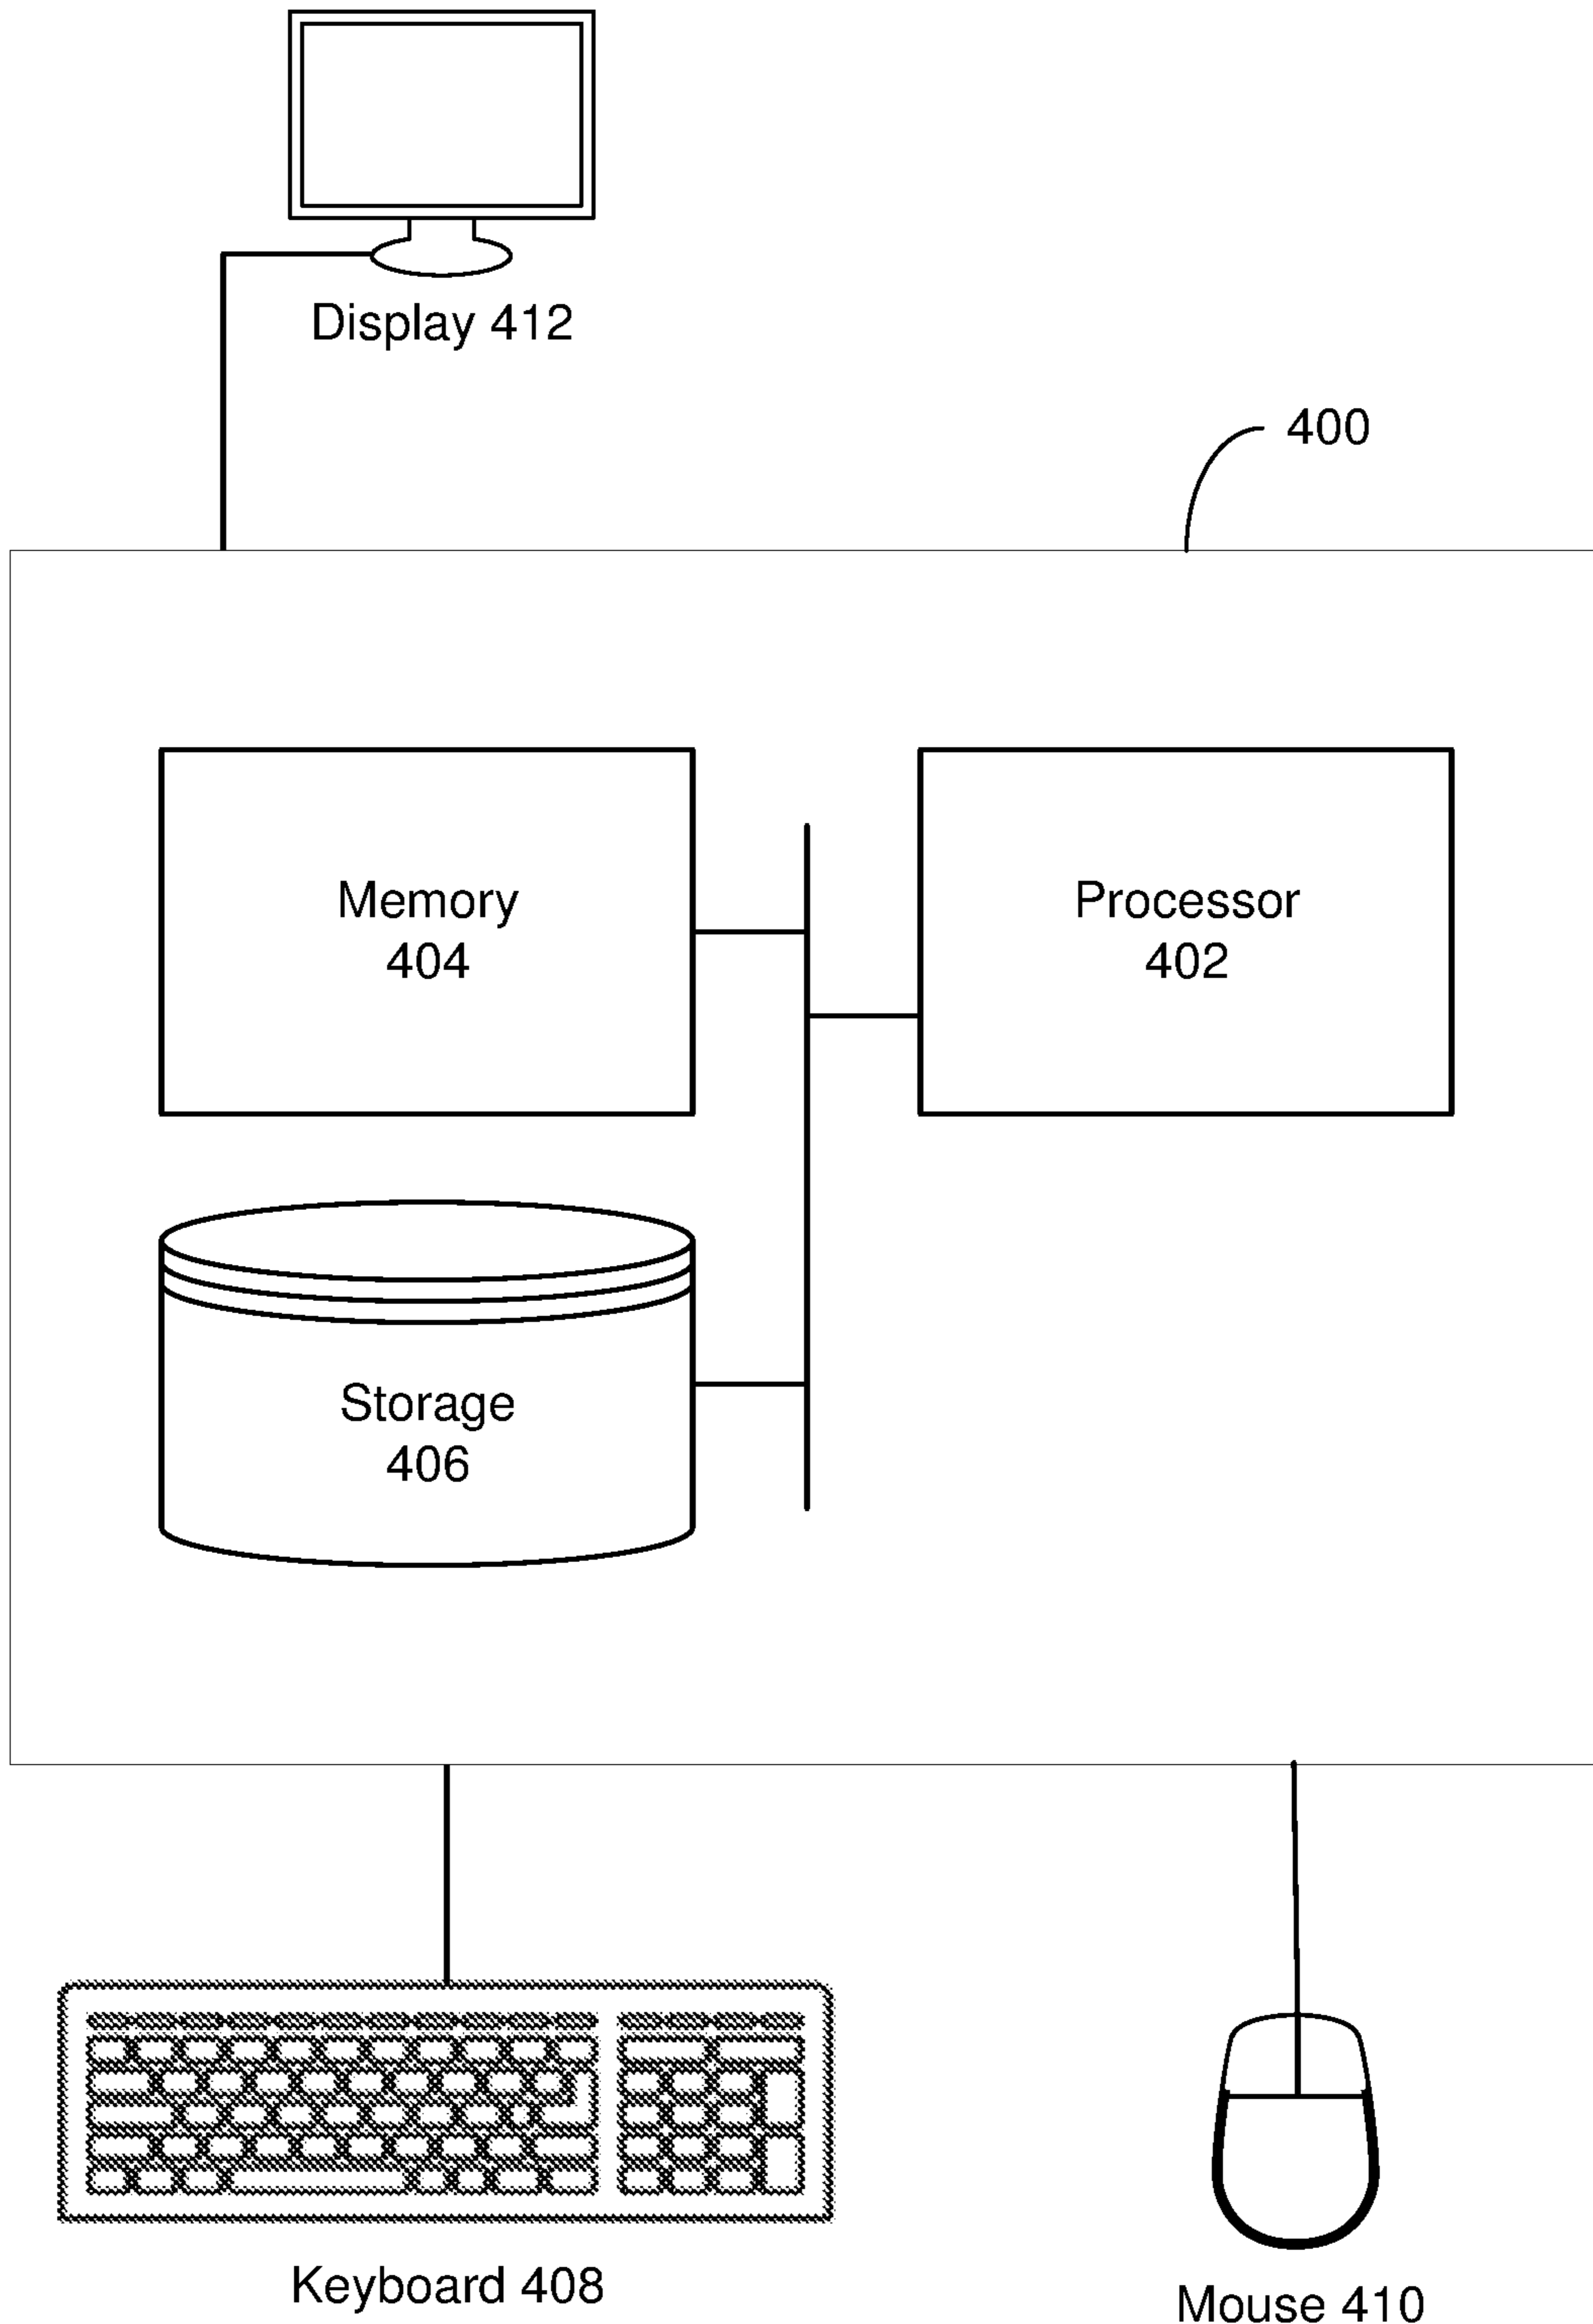 Display 412
400
Memory
404
Processor
402
Storage
406
Keyboard 408
Mouse 410